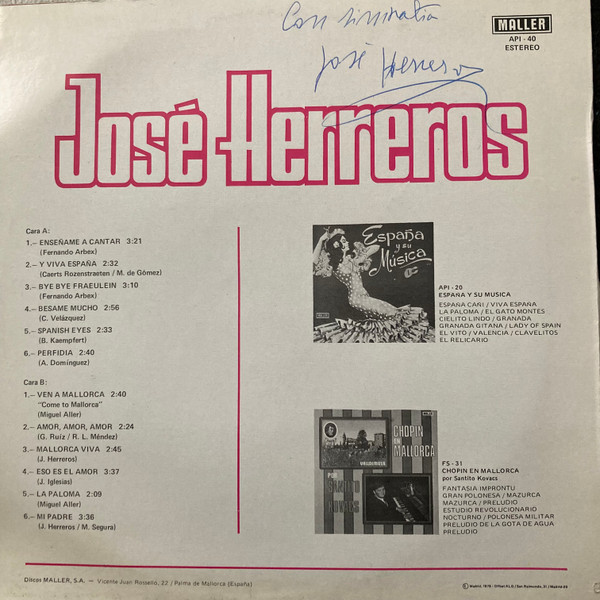 Con simpatia
José Herreros
MALLER
API - 40
ESTEREO
José Herreros
Cara A:
1.— ENSEÑAME A CANTAR 3:21
(Fernando Arbex)
2.— Y VIVA ESPAÑA 2:32
(Caerts Rozenstraeten / M. de Gómez)
3.— BYE BYE FRAEULEIN 3:10
(Fernando Arbex)
4.— BESAME MUCHO 2:56
(C. Velázquez)
5.— SPANISH EYES 2:33
(B. Kaempfert)
6.— PERFIDIA 2:40
(A. Domínguez)
Cara B:
1.— VEN A MALLORCA 2:40
"Come to Mallorca"
(Miguel Aller)
2.— AMOR, AMOR, AMOR 2:24
(G. Ruíz / R. L. Méndez)
3.— MALLORCA VIVA 2:45
(J. Herreros)
4.— ESO ES EL AMOR 3:37
(J. Iglesias)
5.— LA PALOMA 2:09
(Miguel Aller)
6.— MI PADRE 3:36
(J. Herreros / M. Segura)
España
y su
Música
API - 20
ESPAÑA Y SU MUSICA
ESPAÑA CAÑI / VIVA ESPAÑA
LA PALOMA / EL GATO MONTES
CIELITO LINDO / GRANADA
GRANADA GITANA / LADY OF SPAIN
EL VITO / VALENCIA / CLAVELITOS
EL RELICARIO
VALLDEMOSA
CHOPIN
EN
MALLORCA
POR
SANTITO
KOVACS
FS - 31
CHOPIN EN MALLORCA
por Santito Kovacs
FANTASIA IMPRONTU
GRAN POLONESA / MAZURCA
MAZURCA / PRELUDIO
ESTUDIO REVOLUCIONARIO
NOCTURNO / POLONESA MILITAR
PRELUDIO DE LA GOTA DE AGUA
PRELUDIO
Discos MALLER, S.A. — Vicente Juan Rosselló, 22 / Palma de Mallorca (España)